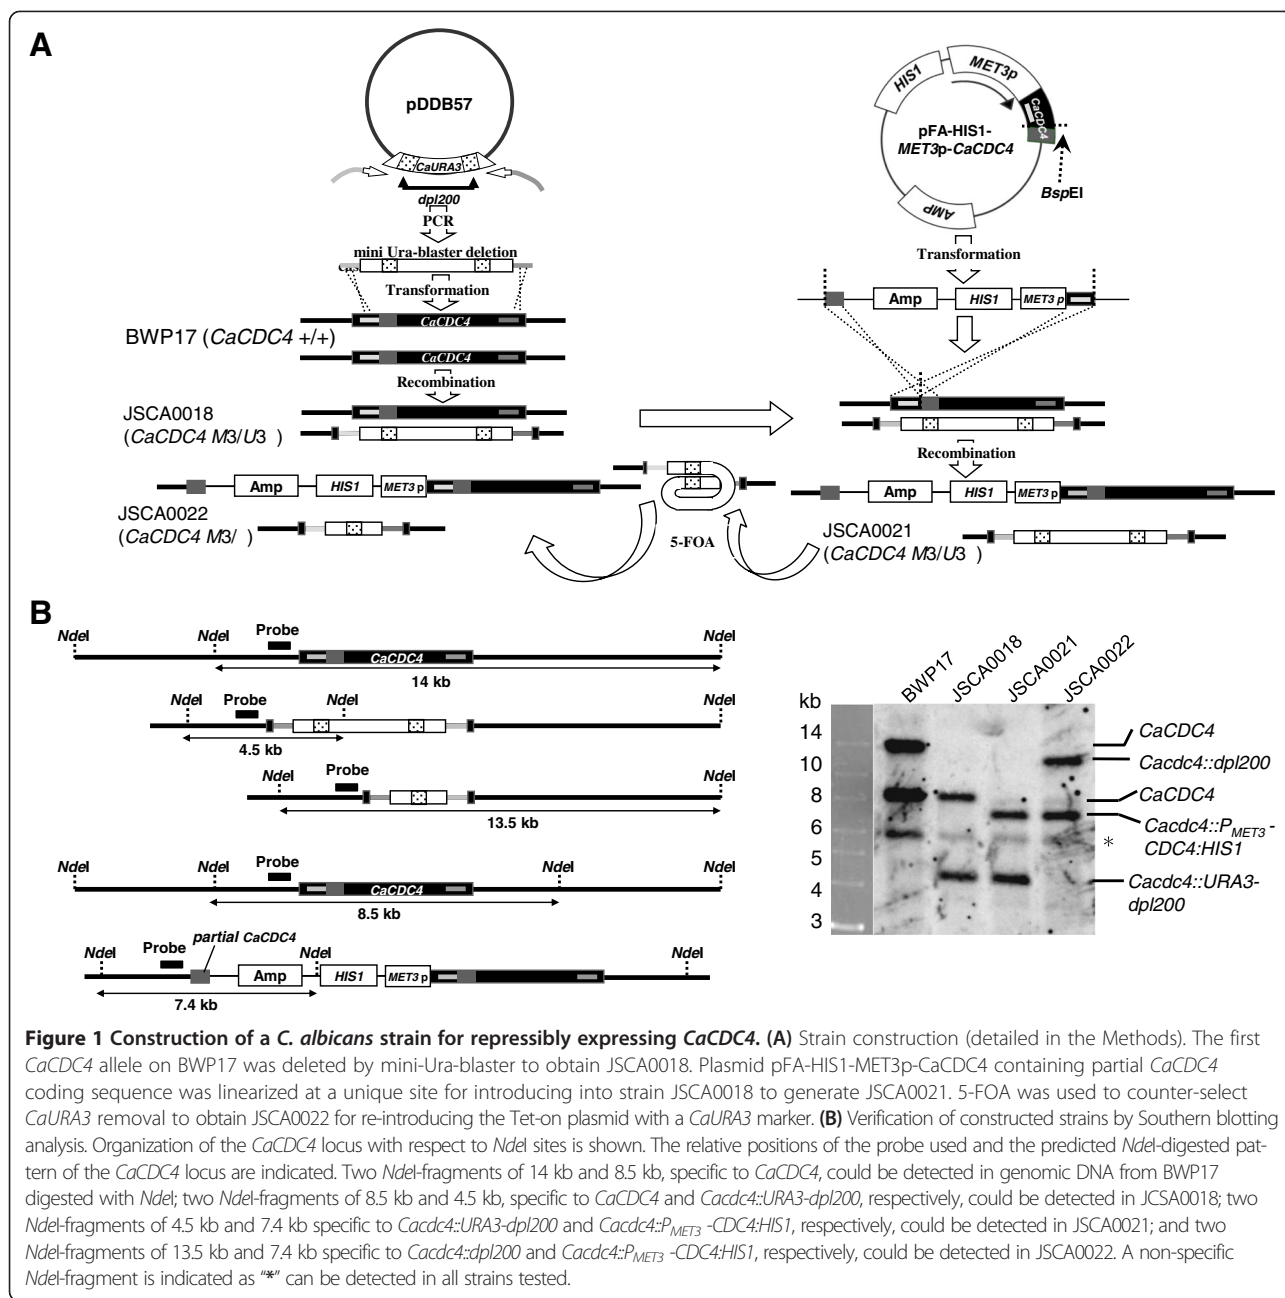 A
pDDB57
CaURA3
dpl200
PCR
mini Ura-blaster deletion
Transformation
CaCDC4
BWP17 (CaCDC4 +/+)
CaCDC4
Recombination
JSCA0018
(CaCDC4 M3/U3 )
Amp
HIS1
MET3 p
JSCA0022
(CaCDC4 M3/ )
5-FOA
HIS1
MET3p
CaCDC4
pFA-HIS1-
MET3p-CaCDC4
BspEI
AMP
Transformation
Amp
HIS1
MET3 p
Recombination
Amp
HIS1
MET3 p
JSCA0021
(CaCDC4 M3/U3 )
B
NdeI
NdeI
Probe
NdeI
CaCDC4
14 kb
NdeI
Probe
NdeI
NdeI
4.5 kb
NdeI
Probe
NdeI
13.5 kb
NdeI
Probe
NdeI
NdeI
CaCDC4
8.5 kb
partial CaCDC4
NdeI
Probe
NdeI
NdeI
Amp
HIS1
MET3 p
7.4 kb
BWP17
JSCA0018
JSCA0021
JSCA0022
kb
14
10
8
6
5
4
3
CaCDC4
Cacdc4::dpl200
CaCDC4
Cacdc4::PMET3 -
CDC4:HIS1
*
Cacdc4::URA3-
dpl200
Figure 1 Construction of a C. albicans strain for repressibly expressing CaCDC4. (A) Strain construction (detailed in the Methods). The first
CaCDC4 allele on BWP17 was deleted by mini-Ura-blaster to obtain JSCA0018. Plasmid pFA-HIS1-MET3p-CaCDC4 containing partial CaCDC4
coding sequence was linearized at a unique site for introducing into strain JSCA0018 to generate JSCA0021. 5-FOA was used to counter-select
CaURA3 removal to obtain JSCA0022 for re-introducing the Tet-on plasmid with a CaURA3 marker. (B) Verification of constructed strains by Southern blotting
analysis. Organization of the CaCDC4 locus with respect to NdeI sites is shown. The relative positions of the probe used and the predicted NdeI-digested pat-
tern of the CaCDC4 locus are indicated. Two NdeI-fragments of 14 kb and 8.5 kb, specific to CaCDC4, could be detected in genomic DNA from BWP17
digested with NdeI; two NdeI-fragments of 8.5 kb and 4.5 kb, specific to CaCDC4 and Cacdc4::URA3-dpl200, respectively, could be detected in JCSA0018; two
NdeI-fragments of 4.5 kb and 7.4 kb specific to Cacdc4::URA3-dpl200 and Cacdc4::PMET3 -CDC4:HIS1, respectively, could be detected in JSCA0021; and two
NdeI-fragments of 13.5 kb and 7.4 kb specific to Cacdc4::dpl200 and Cacdc4::PMET3 -CDC4:HIS1, respectively, could be detected in JSCA0022. A non-specific
NdeI-fragment is indicated as "*" can be detected in all strains tested.